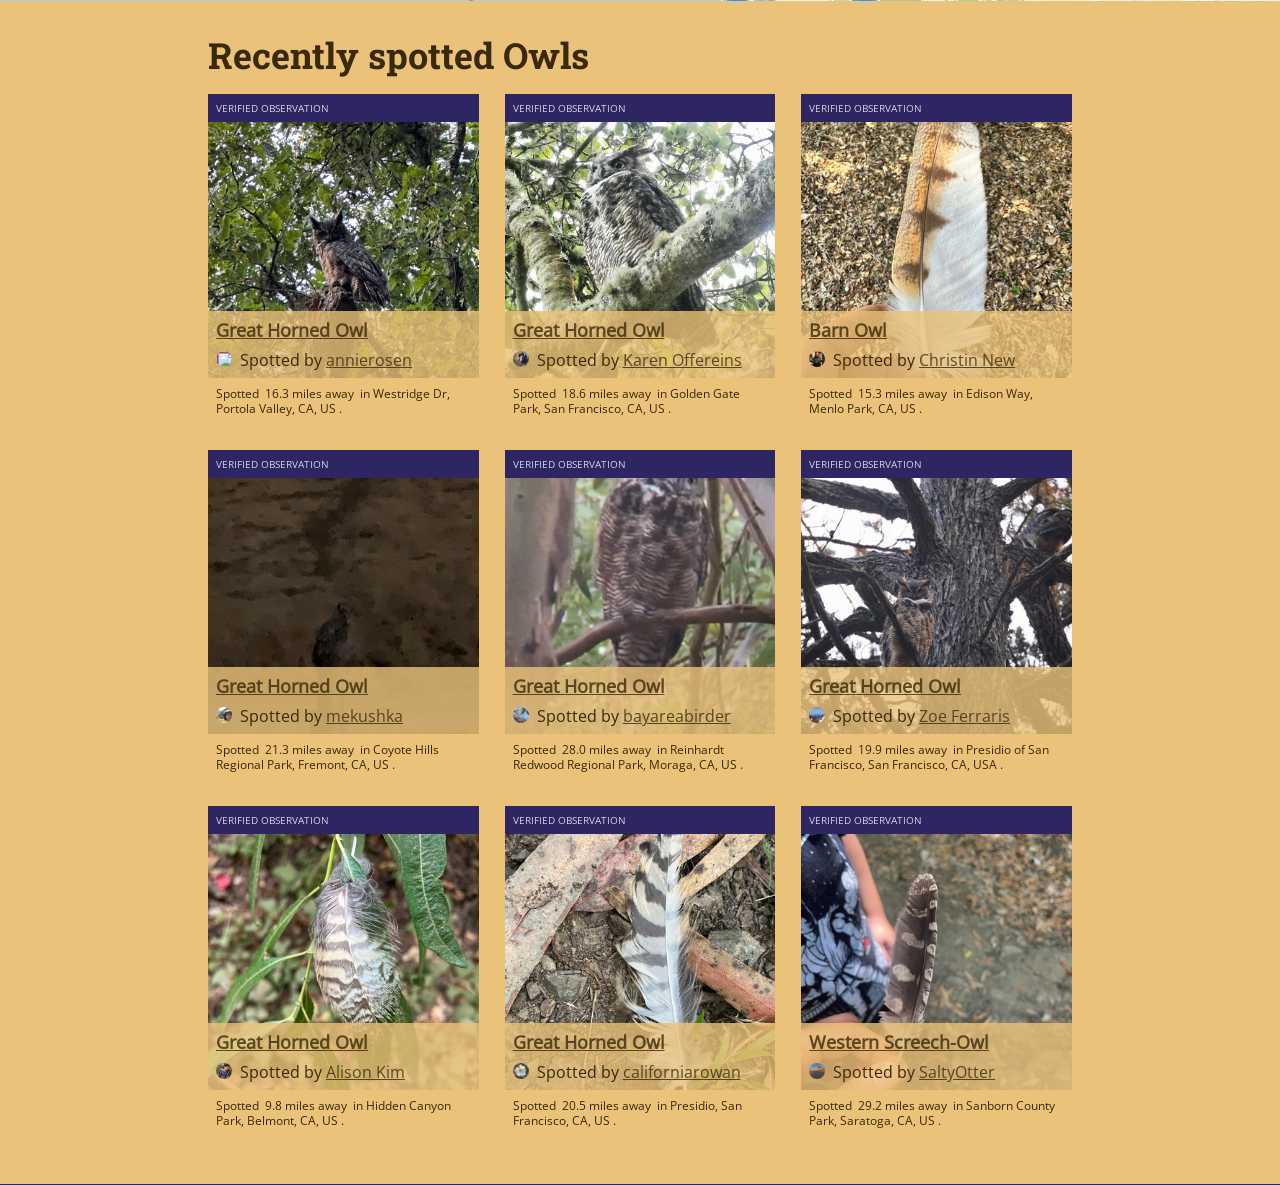 Recently spotted Owls
VERIFIED OBSERVATION
Great Horned Owl
Spotted by annierosen
Spotted 16.3 miles away in Westridge Dr,
Portola Valley, CA, US .
VERIFIED OBSERVATION
Great Horned Owl
Spotted by Karen Offereins
Spotted 18.6 miles away in Golden Gate
Park, San Francisco, CA, US .
VERIFIED OBSERVATION
Barn Owl
Spotted by Christin New
Spotted 15.3 miles away in Edison Way,
Menlo Park, CA, US .
VERIFIED OBSERVATION
Great Horned Owl
Spotted by mekushka
Spotted 21.3 miles away in Coyote Hills
Regional Park, Fremont, CA, US .
VERIFIED OBSERVATION
Great Horned Owl
Spotted by bayareabirder
Spotted 28.0 miles away in Reinhardt
Redwood Regional Park, Moraga, CA, US .
VERIFIED OBSERVATION
Great Horned Owl
Spotted by Zoe Ferraris
Spotted 19.9 miles away in Presidio of San
Francisco, San Francisco, CA, USA .
VERIFIED OBSERVATION
Great Horned Owl
Spotted by Alison Kim
Spotted 9.8 miles away in Hidden Canyon
Park, Belmont, CA, US .
VERIFIED OBSERVATION
Great Horned Owl
Spotted by californiarowan
Spotted 20.5 miles away in Presidio, San
Francisco, CA, US .
VERIFIED OBSERVATION
Western Screech-Owl
Spotted by SaltyOtter
Spotted 29.2 miles away in Sanborn County
Park, Saratoga, CA, US .